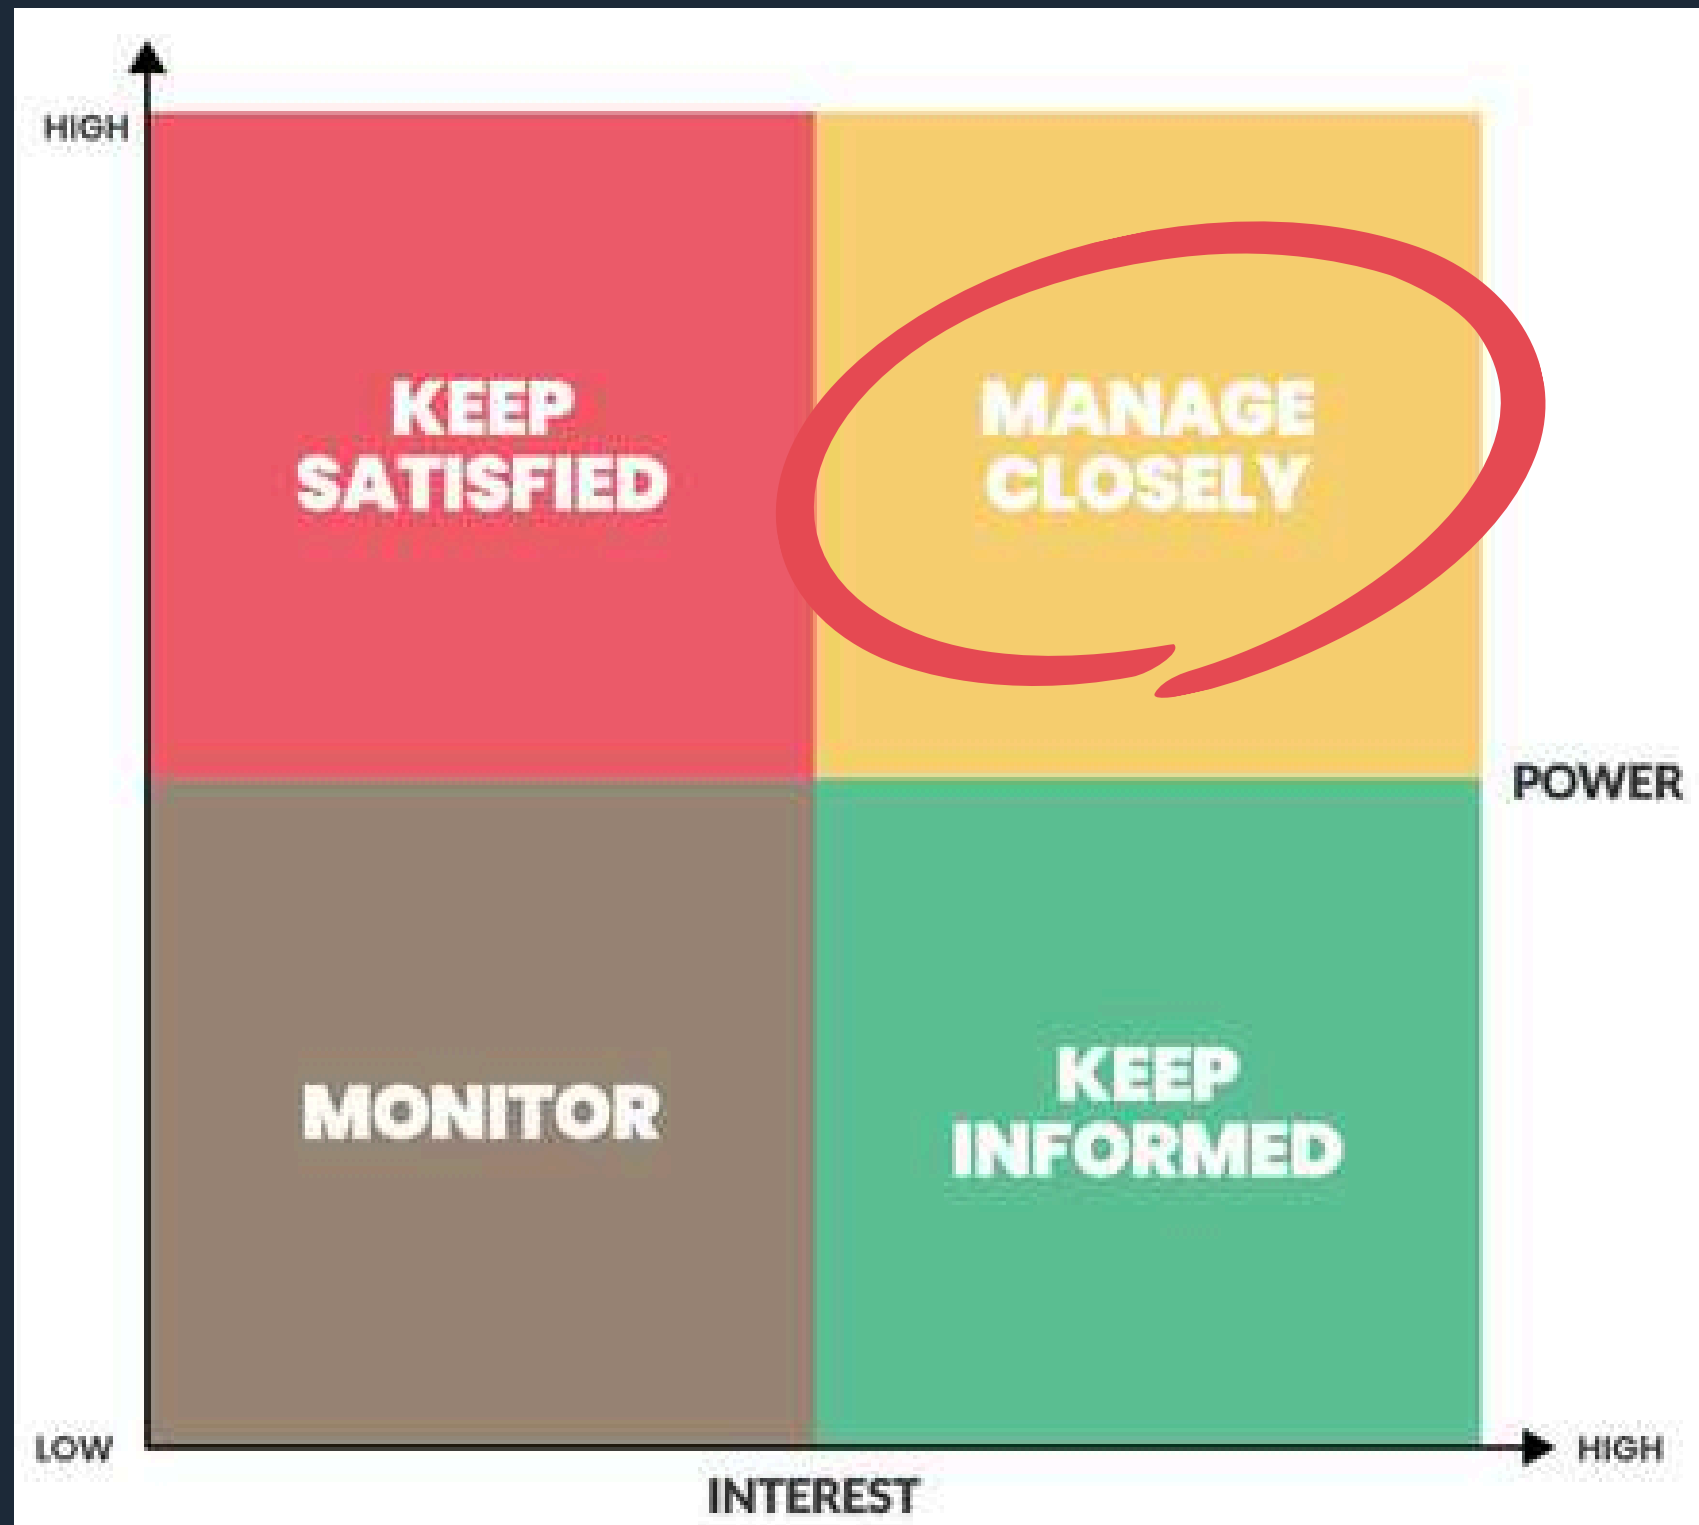 HIGH
KEEP
SATISFIED
MANAGE
CLOSELY
POWER
MONITOR
KEEP
INFORMED
LOW
HIGH
INTEREST